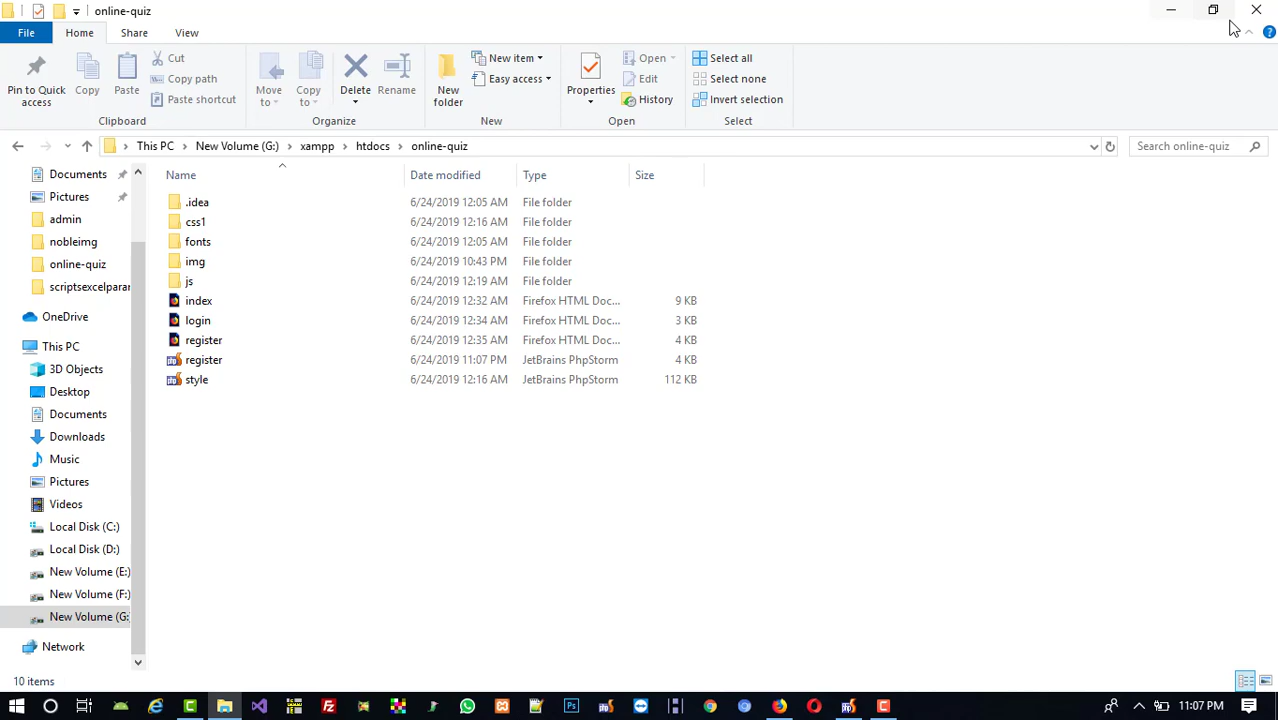 online-quiz
File Home Share View
Pin to Quick access
Copy
Paste
Cut
Copy path
Paste shortcut
Clipboard
Move to
Copy to
Delete
Rename
Organize
New folder
New item
Easy access
New
Properties
Open
Edit
History
Open
Select all
Select none
Invert selection
Select
This PC > New Volume (G:) > xampp > htdocs > online-quiz
Search online-quiz
Documents
Pictures
admin
nobleimg
online-quiz
scriptsexcelparar
OneDrive
This PC
3D Objects
Desktop
Documents
Downloads
Music
Pictures
Videos
Local Disk (C:)
Local Disk (D:)
New Volume (E:)
New Volume (F:)
New Volume (G:
Network
Name Date modified Type Size
.idea 6/24/2019 12:05 AM File folder
css1 6/24/2019 12:16 AM File folder
fonts 6/24/2019 12:05 AM File folder
img 6/24/2019 10:43 PM File folder
js 6/24/2019 12:19 AM File folder
index 6/24/2019 12:32 AM Firefox HTML Doc... 9 KB
login 6/24/2019 12:34 AM Firefox HTML Doc... 3 KB
register 6/24/2019 12:35 AM Firefox HTML Doc... 4 KB
register 6/24/2019 11:07 PM JetBrains PhpStorm 4 KB
style 6/24/2019 12:16 AM JetBrains PhpStorm 112 KB
10 items
11:07 PM